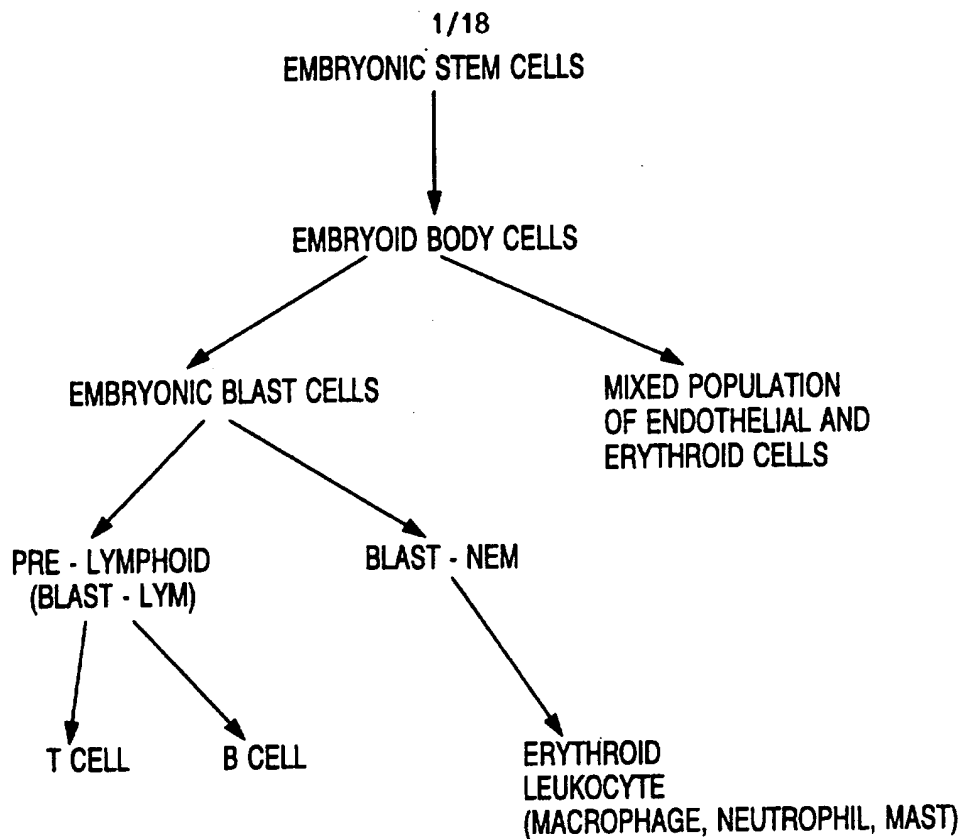 1/18
EMBRYONIC STEM CELLS
EMBRYOID BODY CELLS
EMBRYONIC BLAST CELLS
MIXED POPULATION
OF ENDOTHELIAL AND
ERYTHROID CELLS
PRE - LYMPHOID
(BLAST - LYM)
BLAST - NEM
T CELL
B CELL
ERYTHROID
LEUKOCYTE
(MACROPHAGE, NEUTROPHIL, MAST)